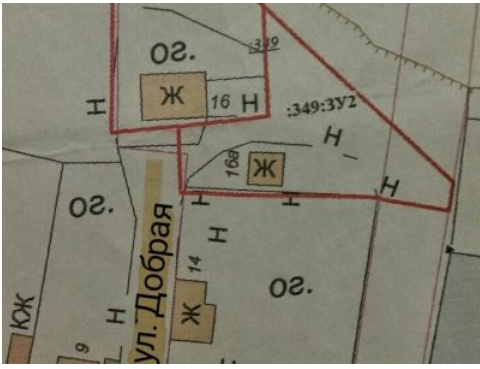 ог.
:349
Ж
16
Н
Н
:349:ЗУ2
Н
16а
Ж
Н
Н
Н
ог.
ул. Добрая
Н
14
ог.
Н
Ж
КЖ
9
Н
Н